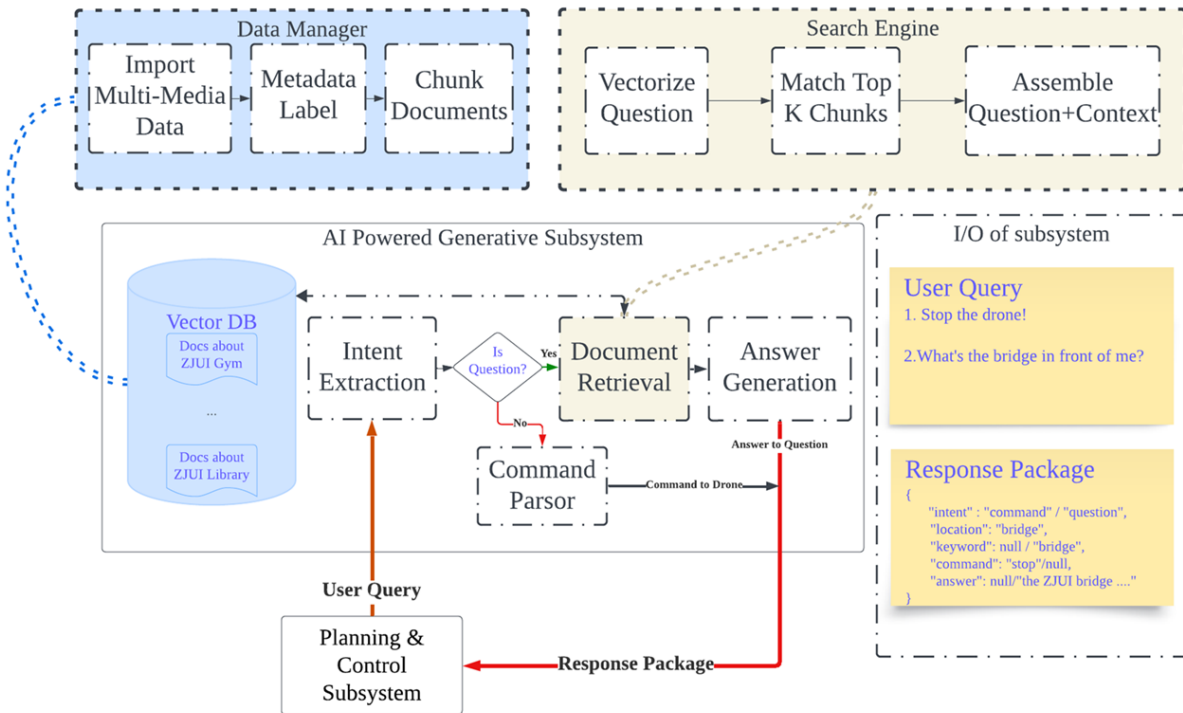 Data Manager
Import
Multi-Media
Data
Metadata
Label
Chunk
Documents
Search Engine
Vectorize
Question
Match Top
K Chunks
Assemble
Question+Context
AI Powered Generative Subsystem
Vector DB
Docs about
ZJUI Gym
...
Docs about
ZJUI Library
Intent
Extraction
Is
Question?
Yes
No
Document
Retrieval
Answer
Generation
Answer to Question
Command
Parsor
Command to Drone
User Query
Planning &
Control
Subsystem
Response Package
I/O of subsystem
User Query
1. Stop the drone!
2.What's the bridge in front of me?
Response Package
{
"intent" : "command" / "question",
"location": "bridge",
"keyword": null / "bridge",
"command": "stop"/null,
"answer": null/"the ZJUI bridge ...."
}